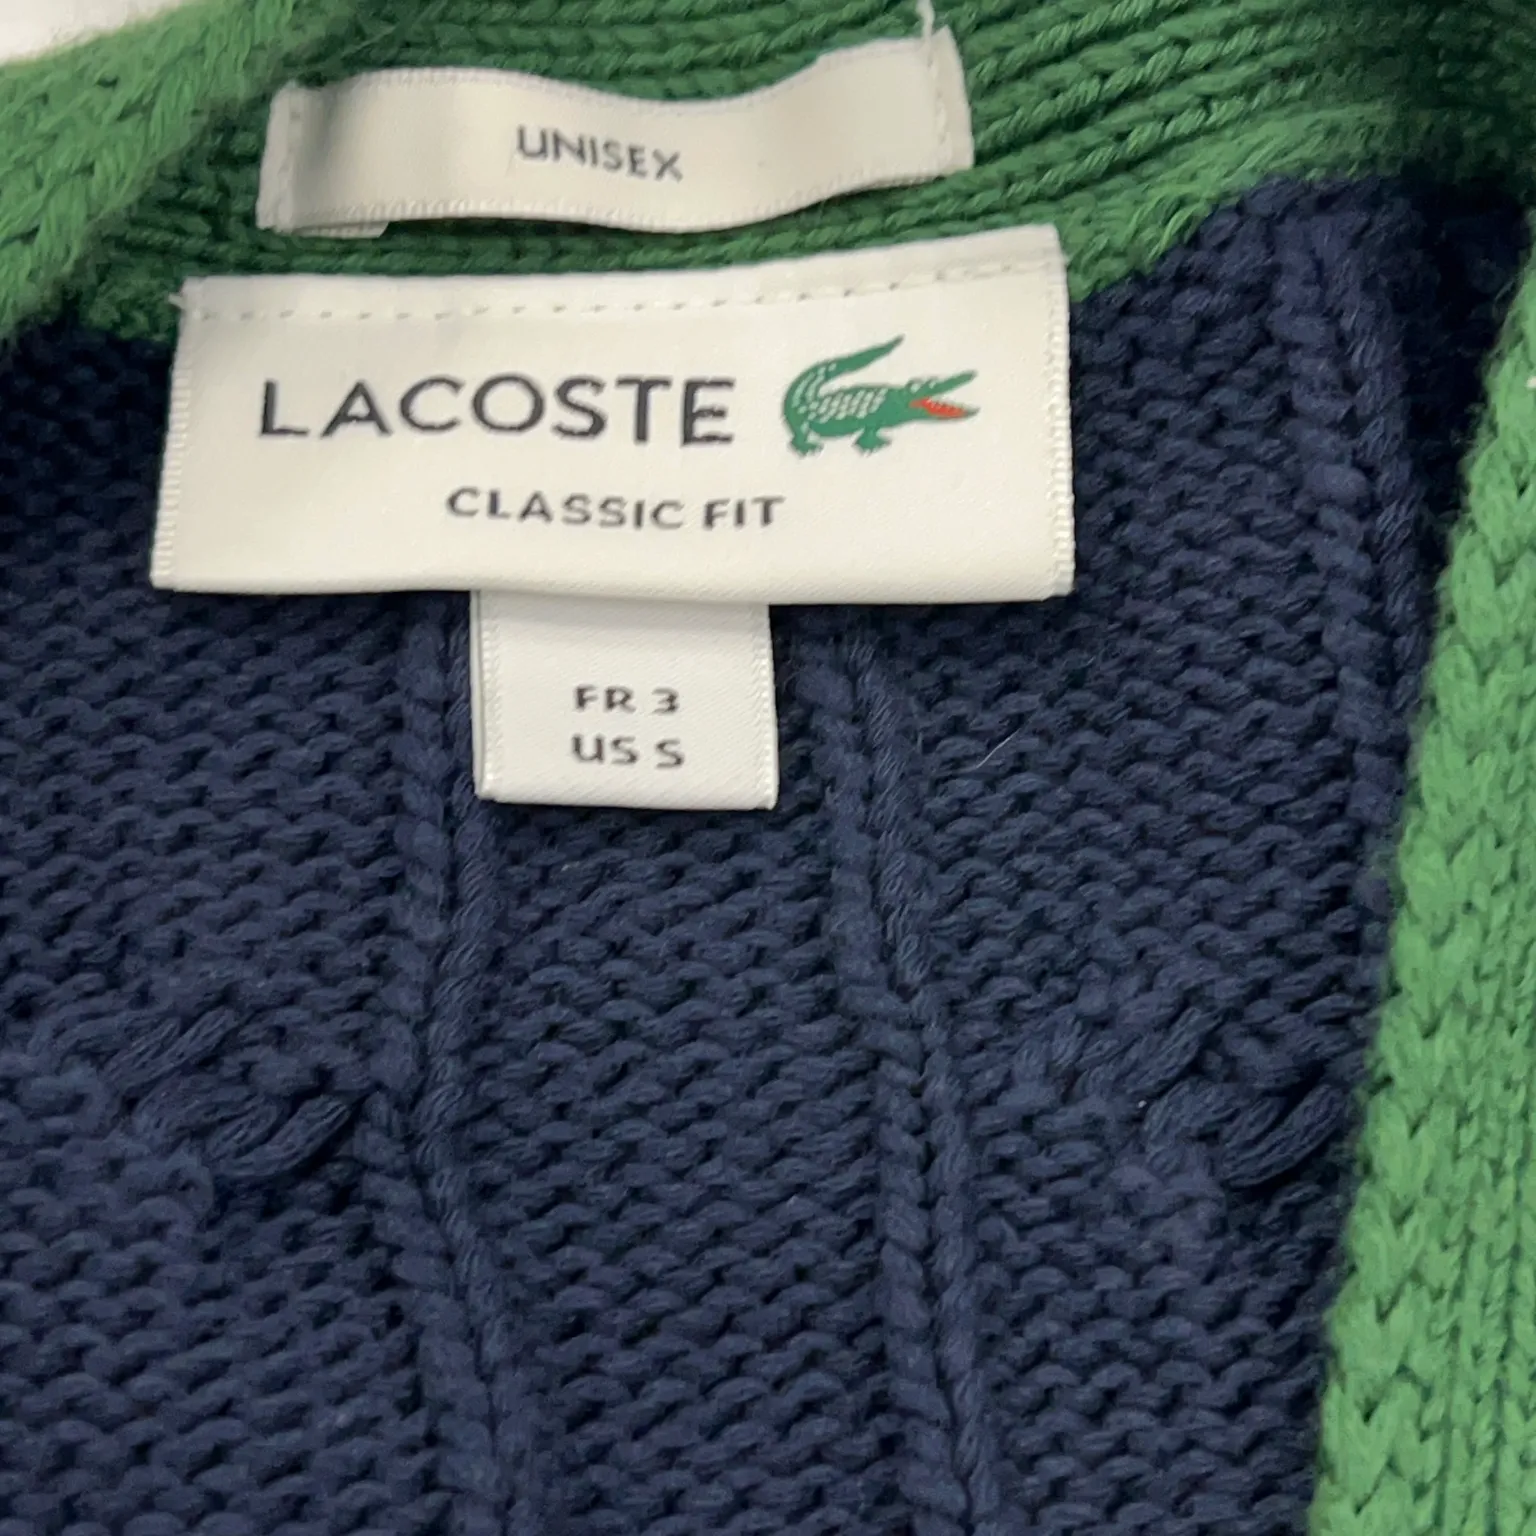 UNISEX
LACOSTE
CLASSIC FIT
FR 3
US S